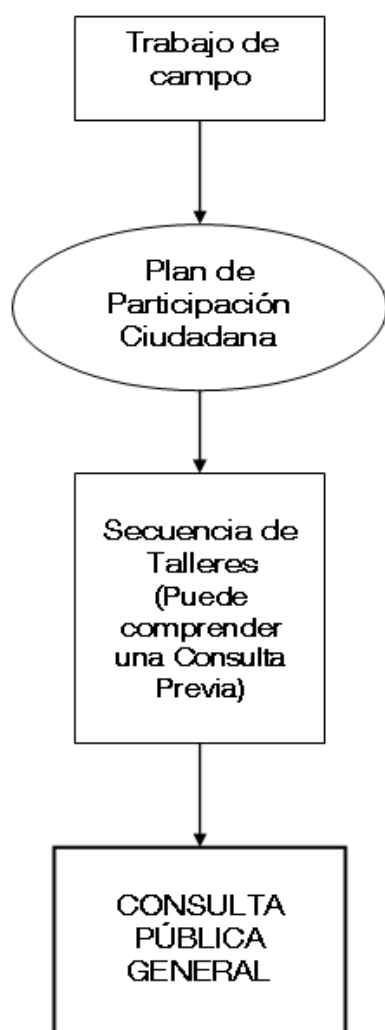 Trabajo de
campo
Plan de
Participación
Ciudadana
Secuencia de
Talleres
(Puede
comprender
una Consulta
Previa)
CONSULTA
PÚBLICA
GENERAL